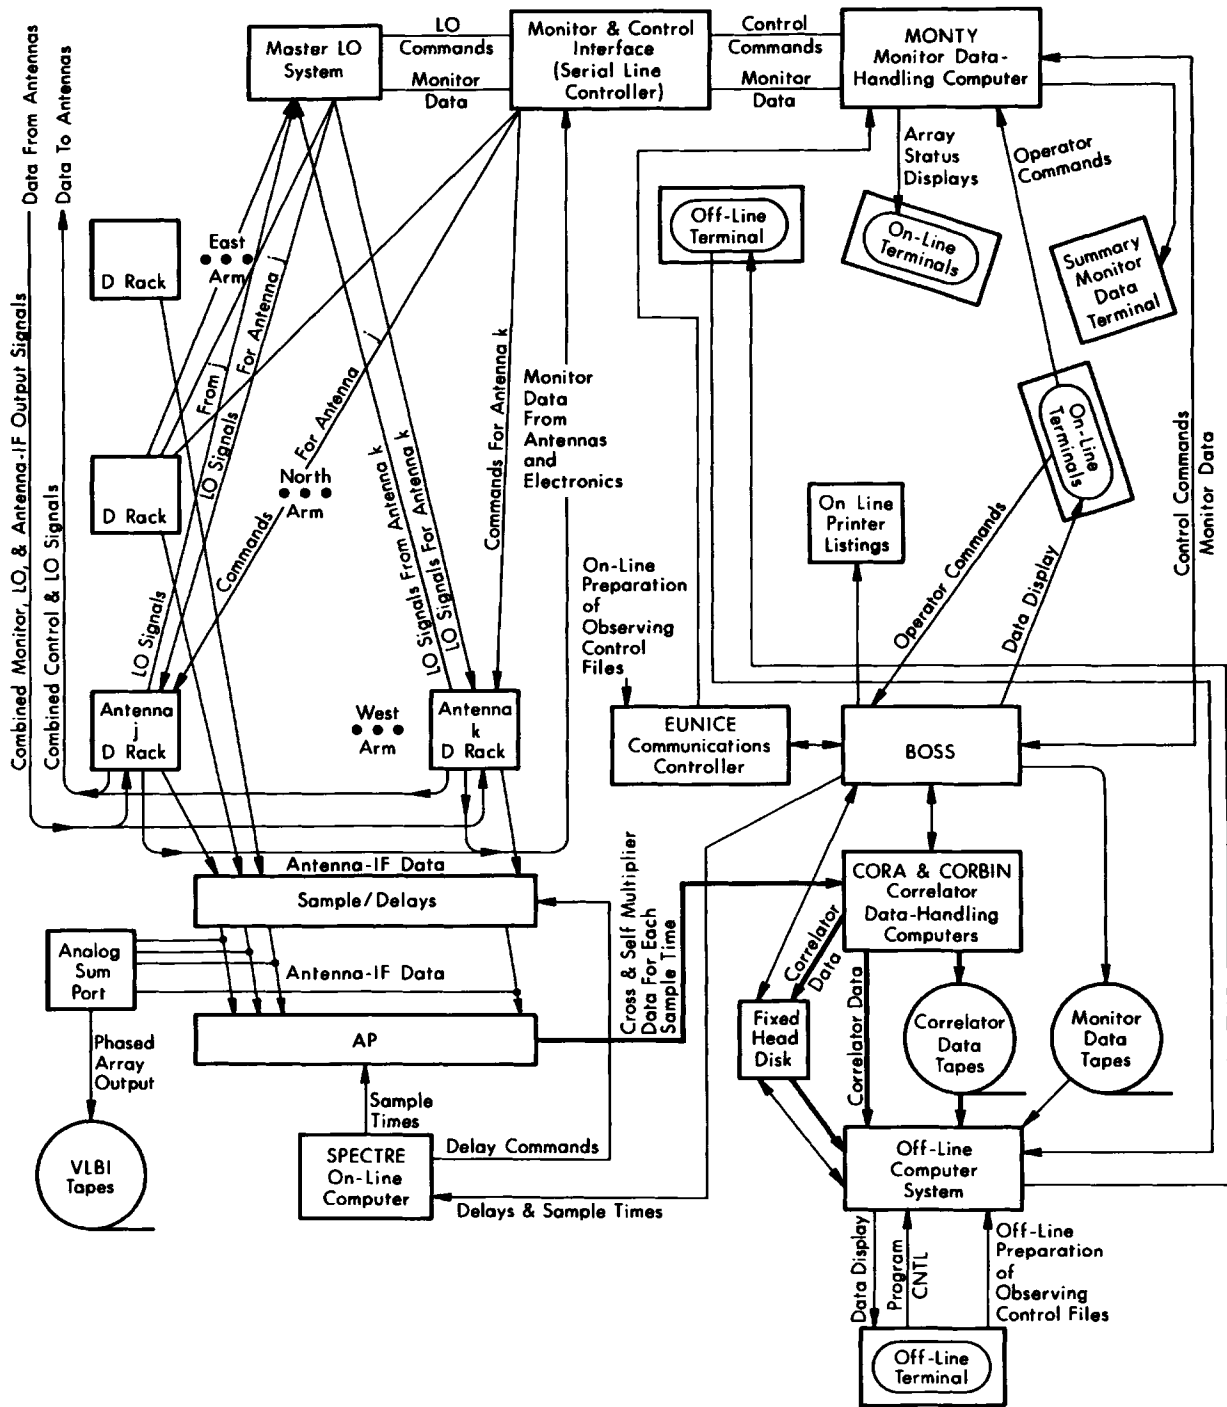 Master LO
System
LO
Commands
Monitor
Data
Monitor & Control
Interface
(Serial Line
Controller)
Control
Commands
Monitor
Data
MONTY
Monitor Data-
Handling Computer
Data From Antennas
Data To Antennas
Combined Monitor, LO, & Antenna-IF Output Signals
Combined Control & LO Signals
Array
Status
Displays
Operator
Commands
Off-Line
Terminal
On-Line
Terminals
Summary
Monitor
Data
Terminal
D Rack
East
Arm
From j
LO Signals
For Antenna j
LO Signals
D Rack
North
Arm
Commands
For Antenna j
LO Signals From Antenna k
LO Signals For Antenna k
Commands For Antenna k
Monitor
Data
From
Antennas
and
Electronics
On-Line
Terminals
Control Commands
Monitor Data
On Line
Printer
Listings
Operator Commands
Data Display
On-Line
Preparation
of
Observing
Control
Files
Antenna
j
D Rack
West
Arm
Antenna
k
D Rack
EUNICE
Communications
Controller
BOSS
Antenna-IF Data
Sample/Delays
Cross & Self Multiplier
Data For Each
Sample Time
CORA & CORBIN
Correlator
Data-Handling
Computers
Analog
Sum
Port
Antenna-IF Data
Correlator
Data
Correlator Data
AP
Fixed
Head
Disk
Correlator
Data
Tapes
Monitor
Data
Tapes
Phased
Array
Output
Sample
Times
VLBI
Tapes
SPECTRE
On-Line
Computer
Delay Commands
Delays & Sample Times
Off-Line
Computer
System
Data Display
Program
CNTL
Off-Line
Preparation
of
Observing
Control Files
Off-Line
Terminal